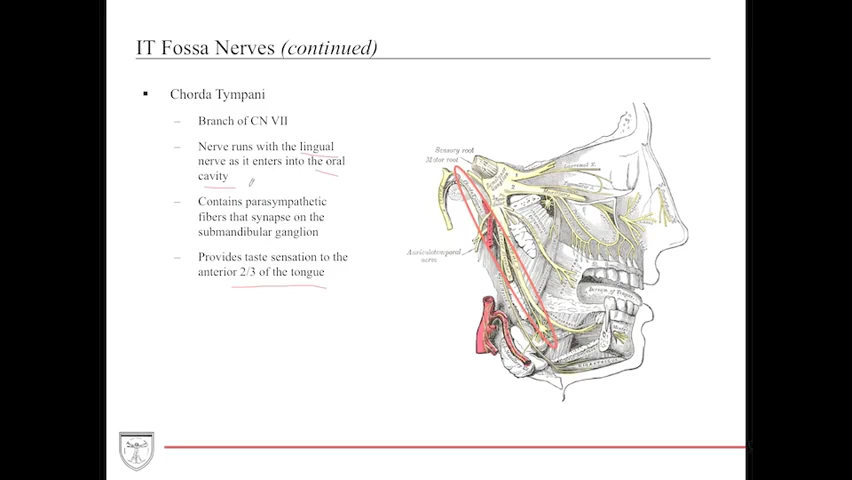 IT Fossa Nerves (continued)
▪ Chorda Tympani
– Branch of CN VII
– Nerve runs with the lingual
nerve as it enters into the oral
cavity
– Contains parasympathetic
fibers that synapse on the
submandibular ganglion
– Provides taste sensation to the
anterior 2/3 of the tongue
Sensory root
Motor root
Auriculotemporal
nerve